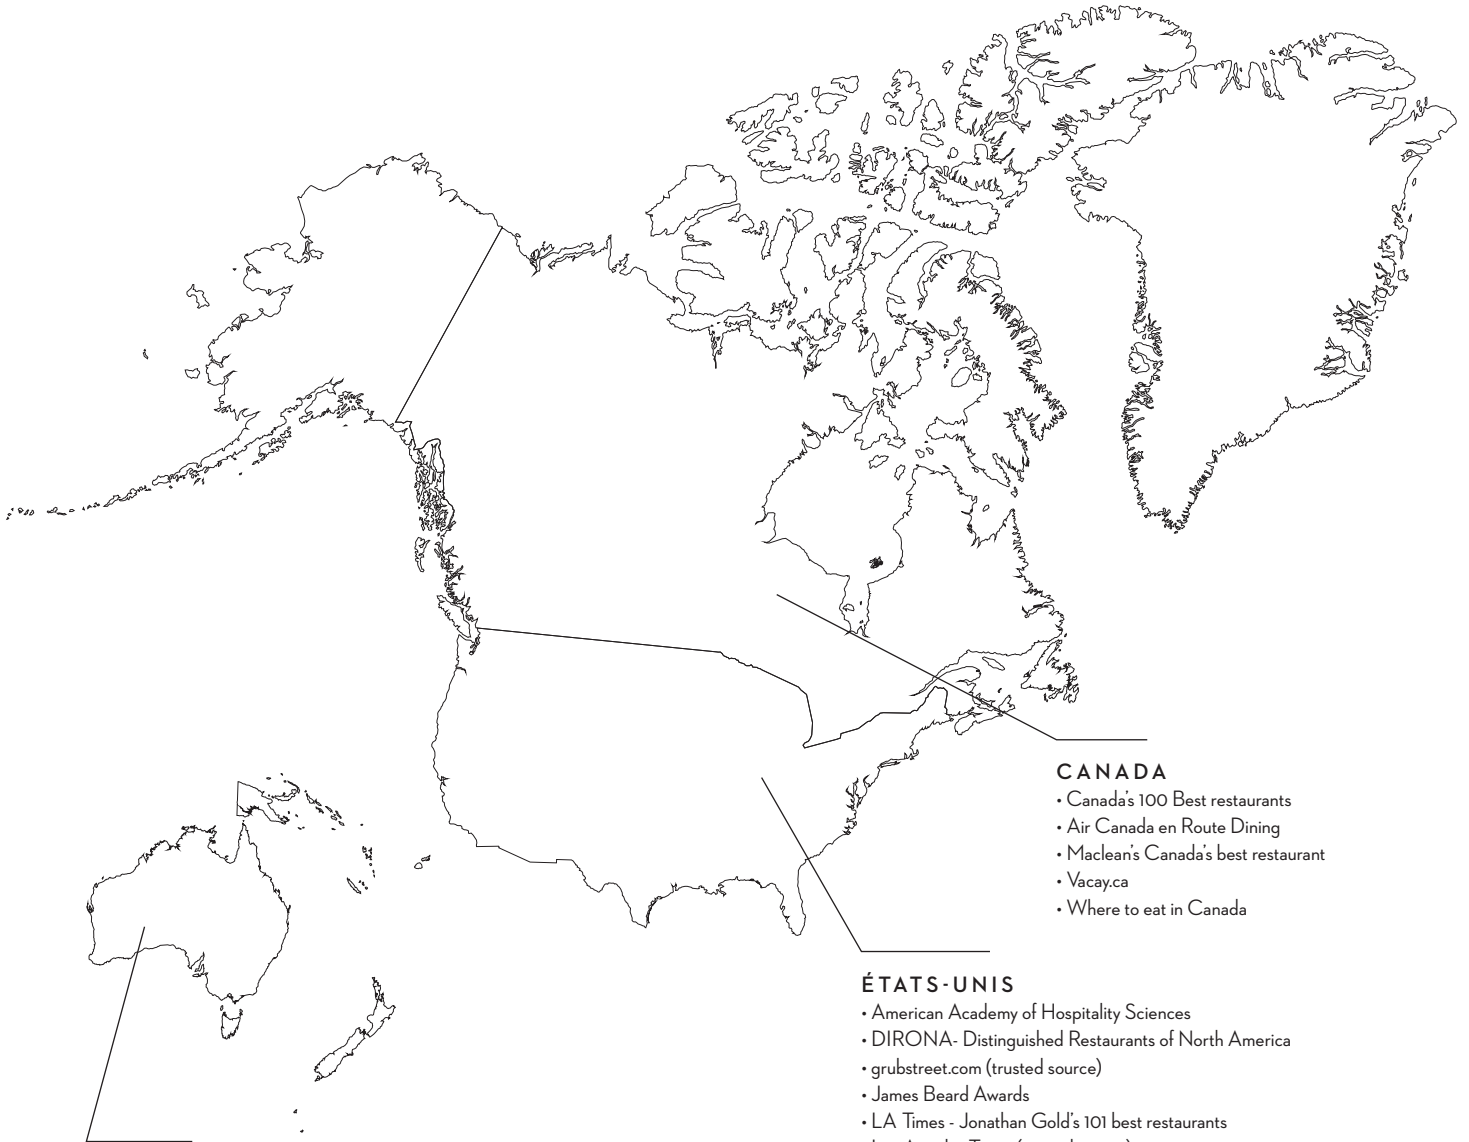 CANADA
• Canada's 100 Best restaurants
• Air Canada en Route Dining
• Maclean's Canada's best restaurant
• Vacay.ca
• Where to eat in Canada
ÉTATS-UNIS
• American Academy of Hospitality Sciences
• DIRONA- Distinguished Restaurants of North America
• grubstreet.com (trusted source)
• James Beard Awards
• LA Times - Jonathan Gold's 101 best restaurants